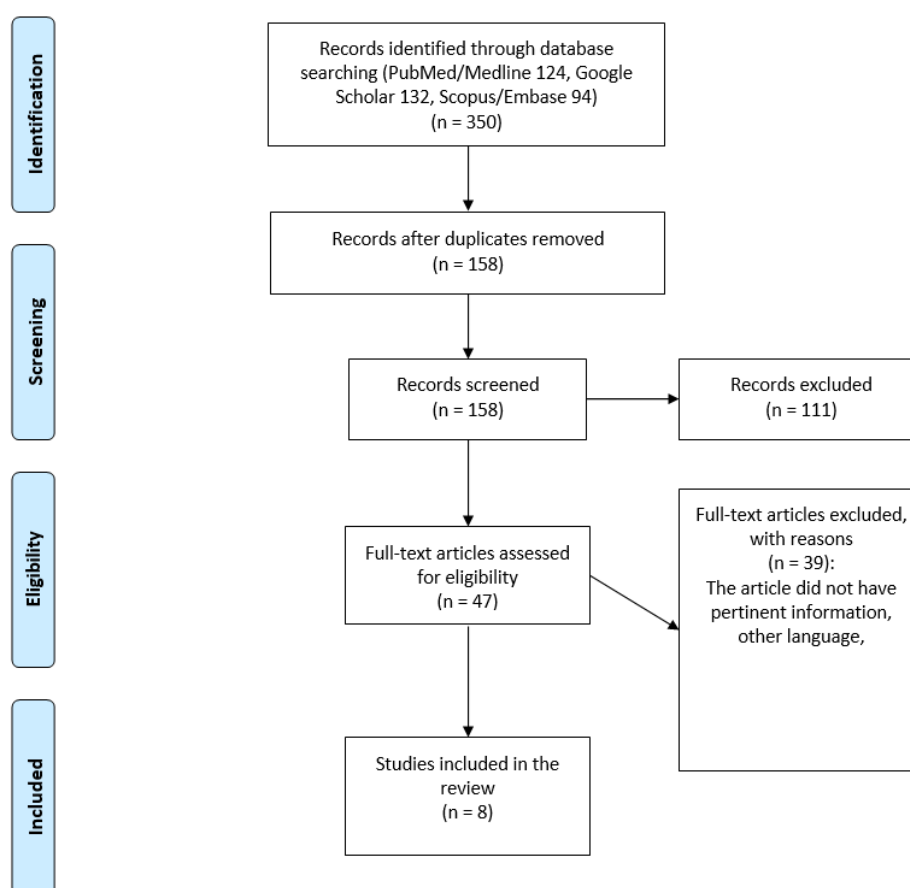 Identification
Records identified through database
searching (PubMed/Medline 124, Google
Scholar 132, Scopus/Embase 94)
(n = 350)
Records after duplicates removed
(n = 158)
Screening
Records screened
(n = 158)
Records excluded
(n = 111)
Eligibility
Full-text articles assessed
for eligibility
(n = 47)
Full-text articles excluded,
with reasons
(n = 39):
The article did not have
pertinent information,
other language,
Included
Studies included in the
review
(n = 8)